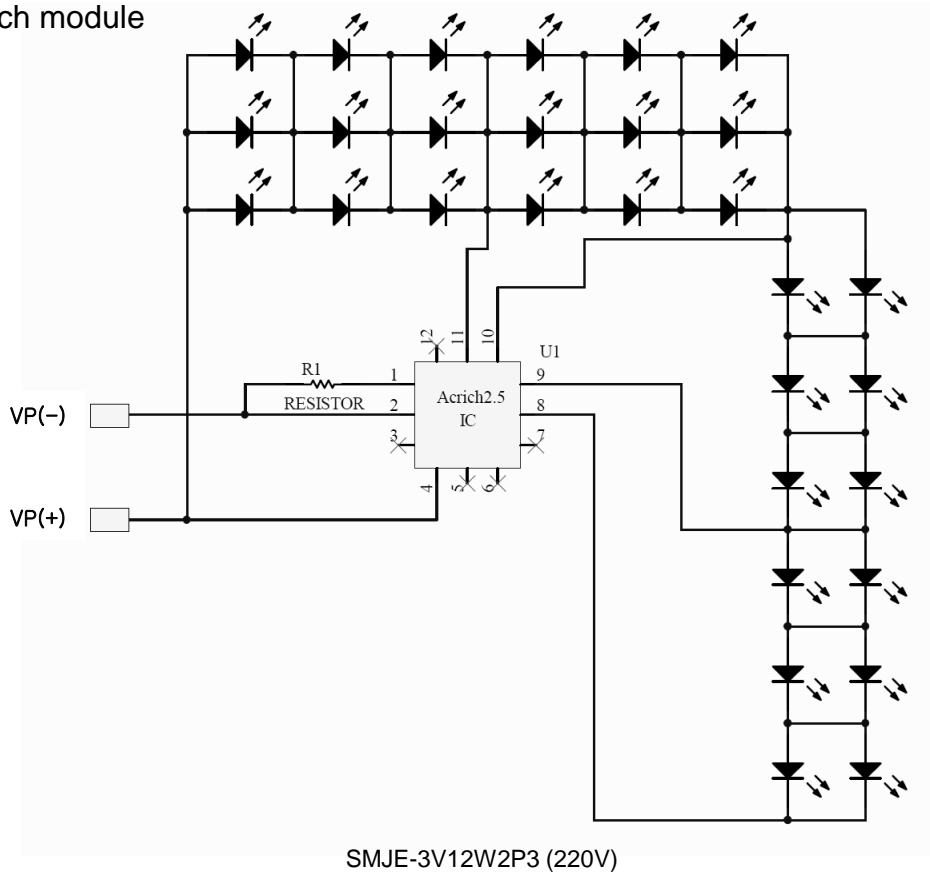 ch module
12
11
10
U1
R1
1
Acrich2.5
9
RESISTOR
2
IC
8
VP(−)
3
7
4
5
6
VP(+)
SMJE-3V12W2P3 (220V)